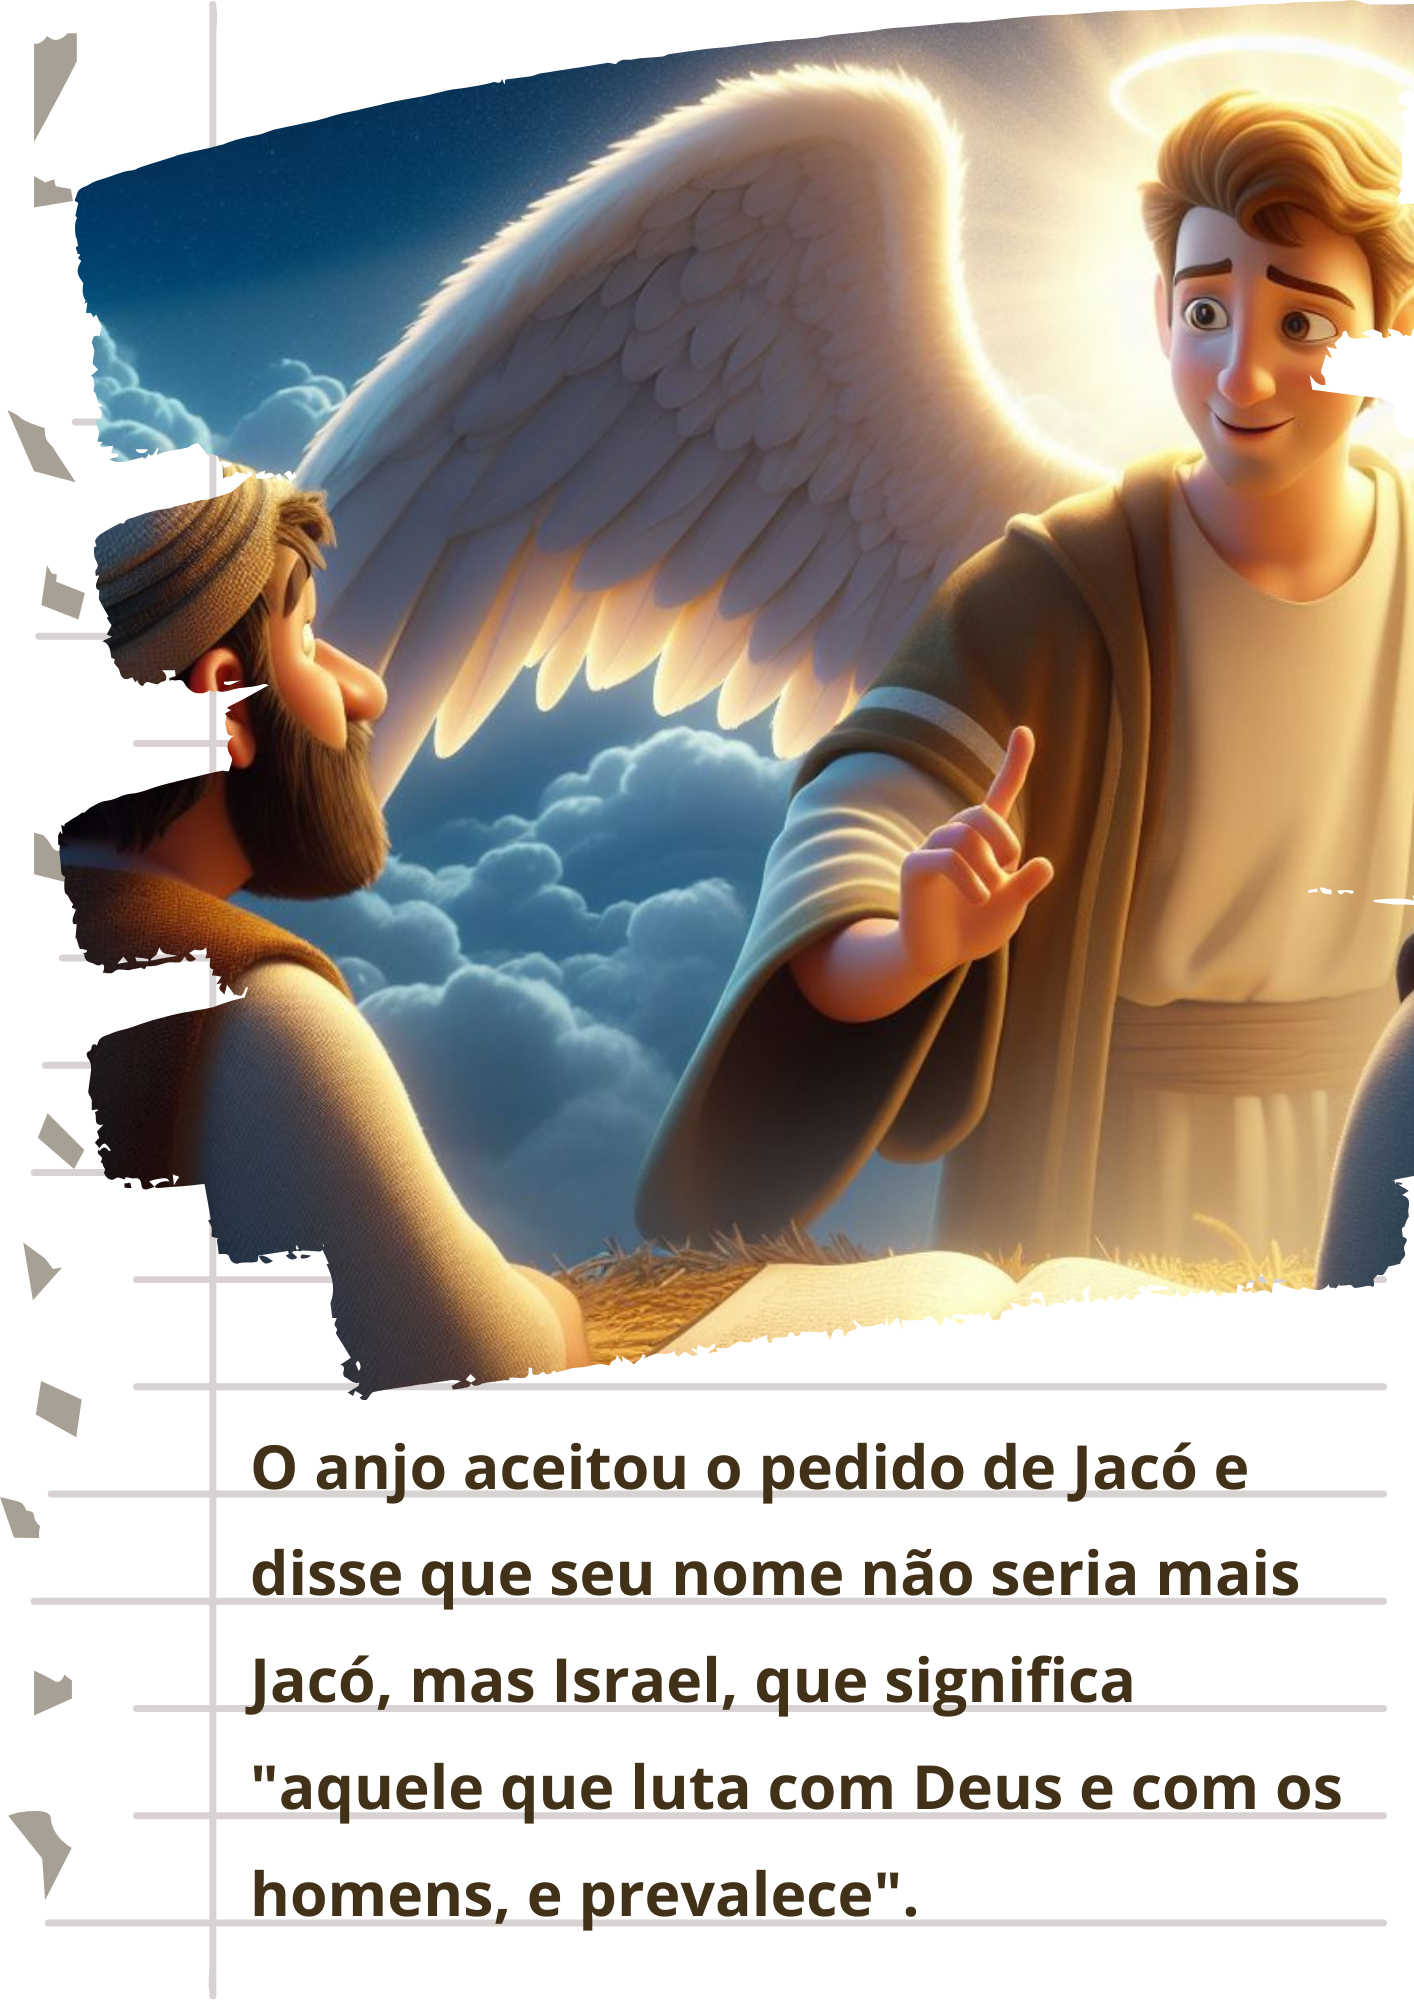 O anjo aceitou o pedido de Jacó e
disse que seu nome não seria mais
Jacó, mas Israel, que significa
"aquele que luta com Deus e com os
homens, e prevalece".